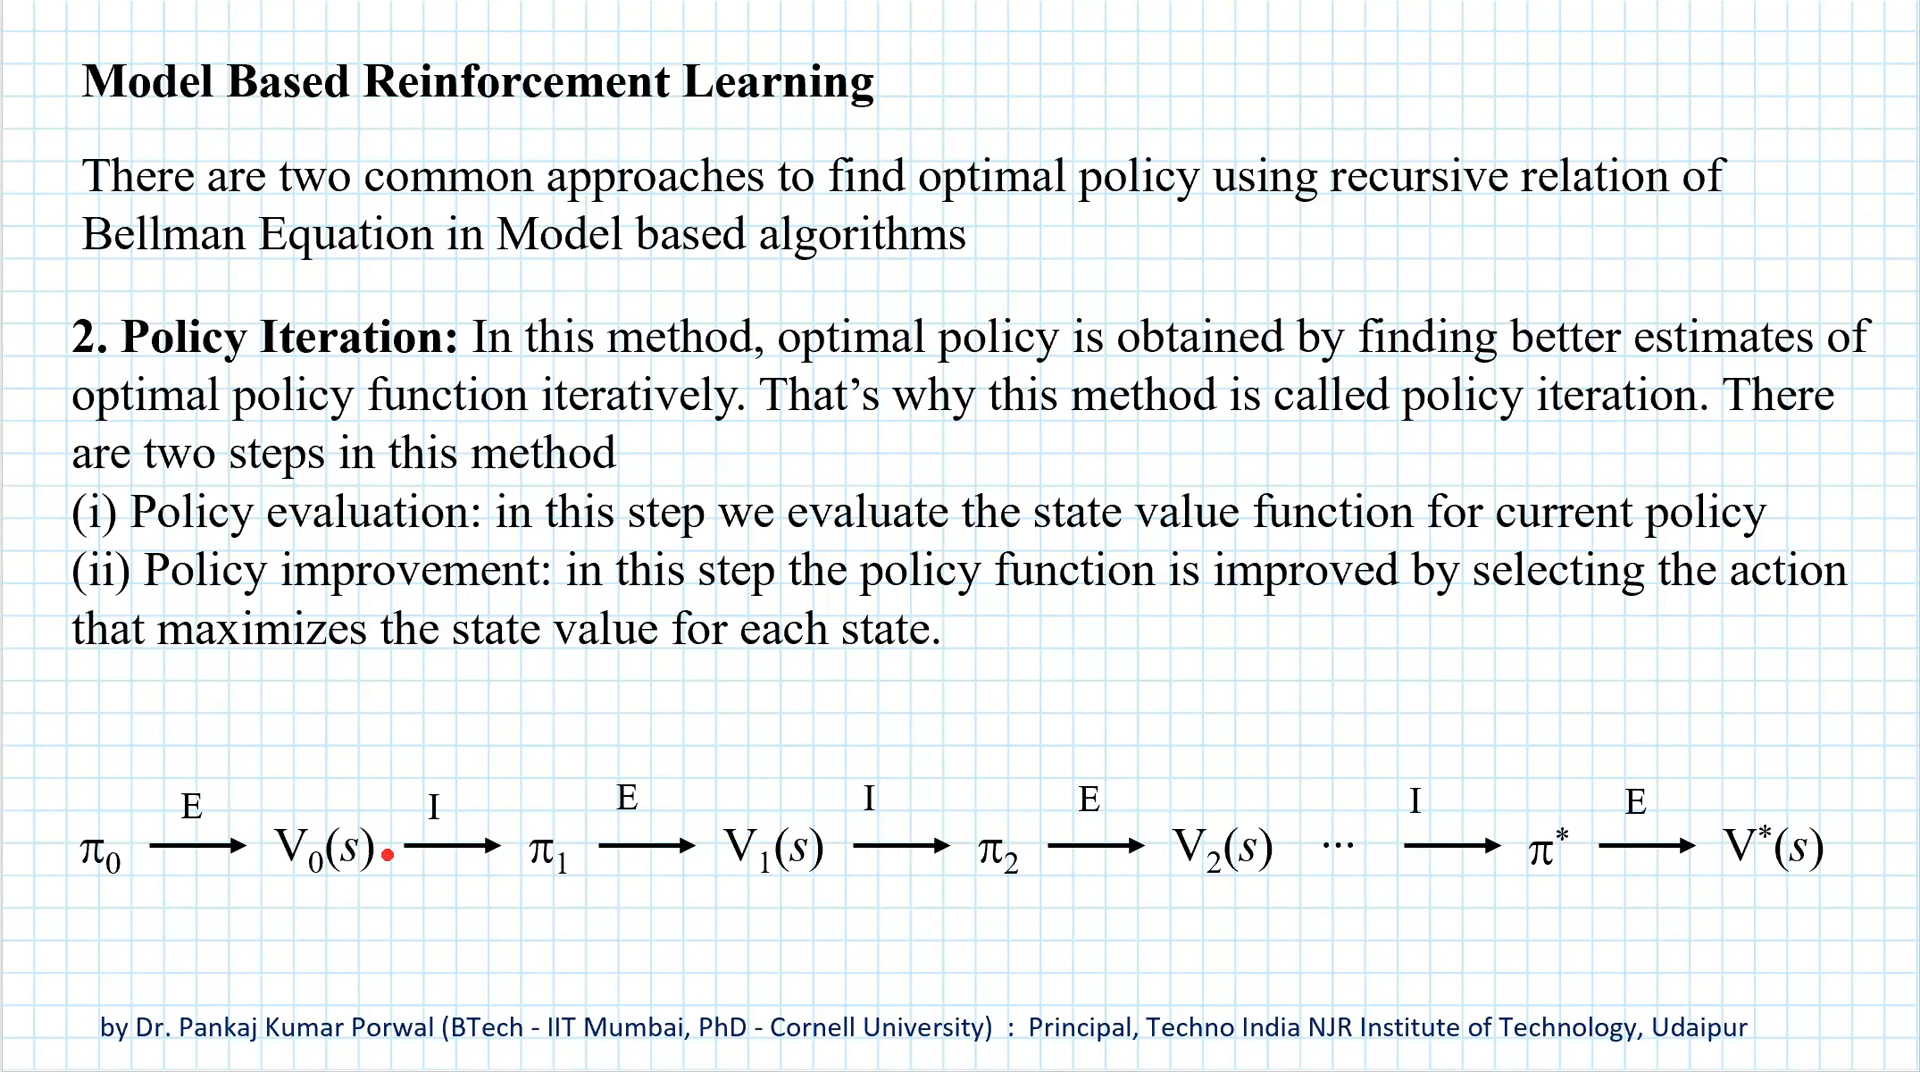 Model Based Reinforcement Learning
There are two common approaches to find optimal policy using recursive relation of
Bellman Equation in Model based algorithms
2. Policy Iteration: In this method, optimal policy is obtained by finding better estimates of
optimal policy function iteratively. That’s why this method is called policy iteration. There
are two steps in this method
(i) Policy evaluation: in this step we evaluate the state value function for current policy
(ii) Policy improvement: in this step the policy function is improved by selecting the action
that maximizes the state value for each state.
E I E I E I E
π₀ ⟶ V₀(s) ⟶ π₁ ⟶ V₁(s) ⟶ π₂ ⟶ V₂(s) ··· ⟶ π* ⟶ V*(s)
by Dr. Pankaj Kumar Porwal (BTech - IIT Mumbai, PhD - Cornell University) : Principal, Techno India NJR Institute of Technology, Udaipur